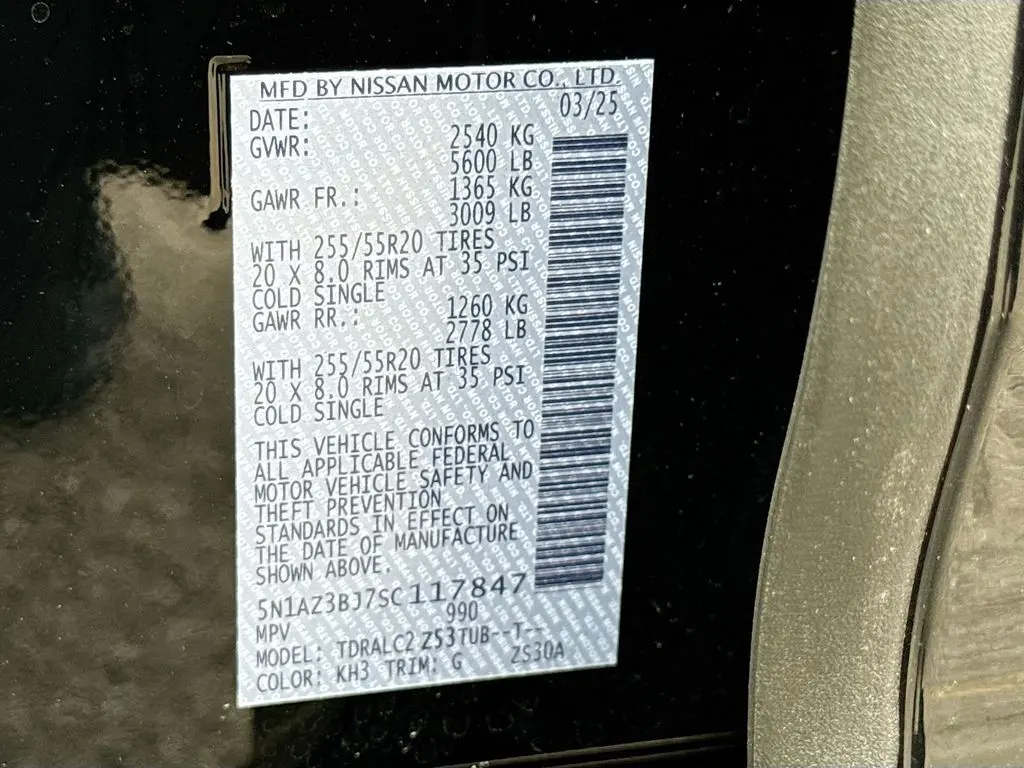 MFD BY NISSAN MOTOR CO., LTD.
DATE: 03/25
GVWR: 2540 KG
5600 LB
GAWR FR.: 1365 KG
3009 LB
WITH 255/55R20 TIRES
20 X 8.0 RIMS AT 35 PSI
COLD SINGLE
GAWR RR.: 1260 KG
2778 LB
WITH 255/55R20 TIRES
20 X 8.0 RIMS AT 35 PSI
COLD SINGLE
THIS VEHICLE CONFORMS TO
ALL APPLICABLE FEDERAL
MOTOR VEHICLE SAFETY AND
THEFT PREVENTION
STANDARDS IN EFFECT ON
THE DATE OF MANUFACTURE
SHOWN ABOVE.
5N1AZ3BJ7SC117847
MPV 990
MODEL: TDRALC2 ZS3TUB--T--
COLOR: KH3 TRIM: G ZS30A